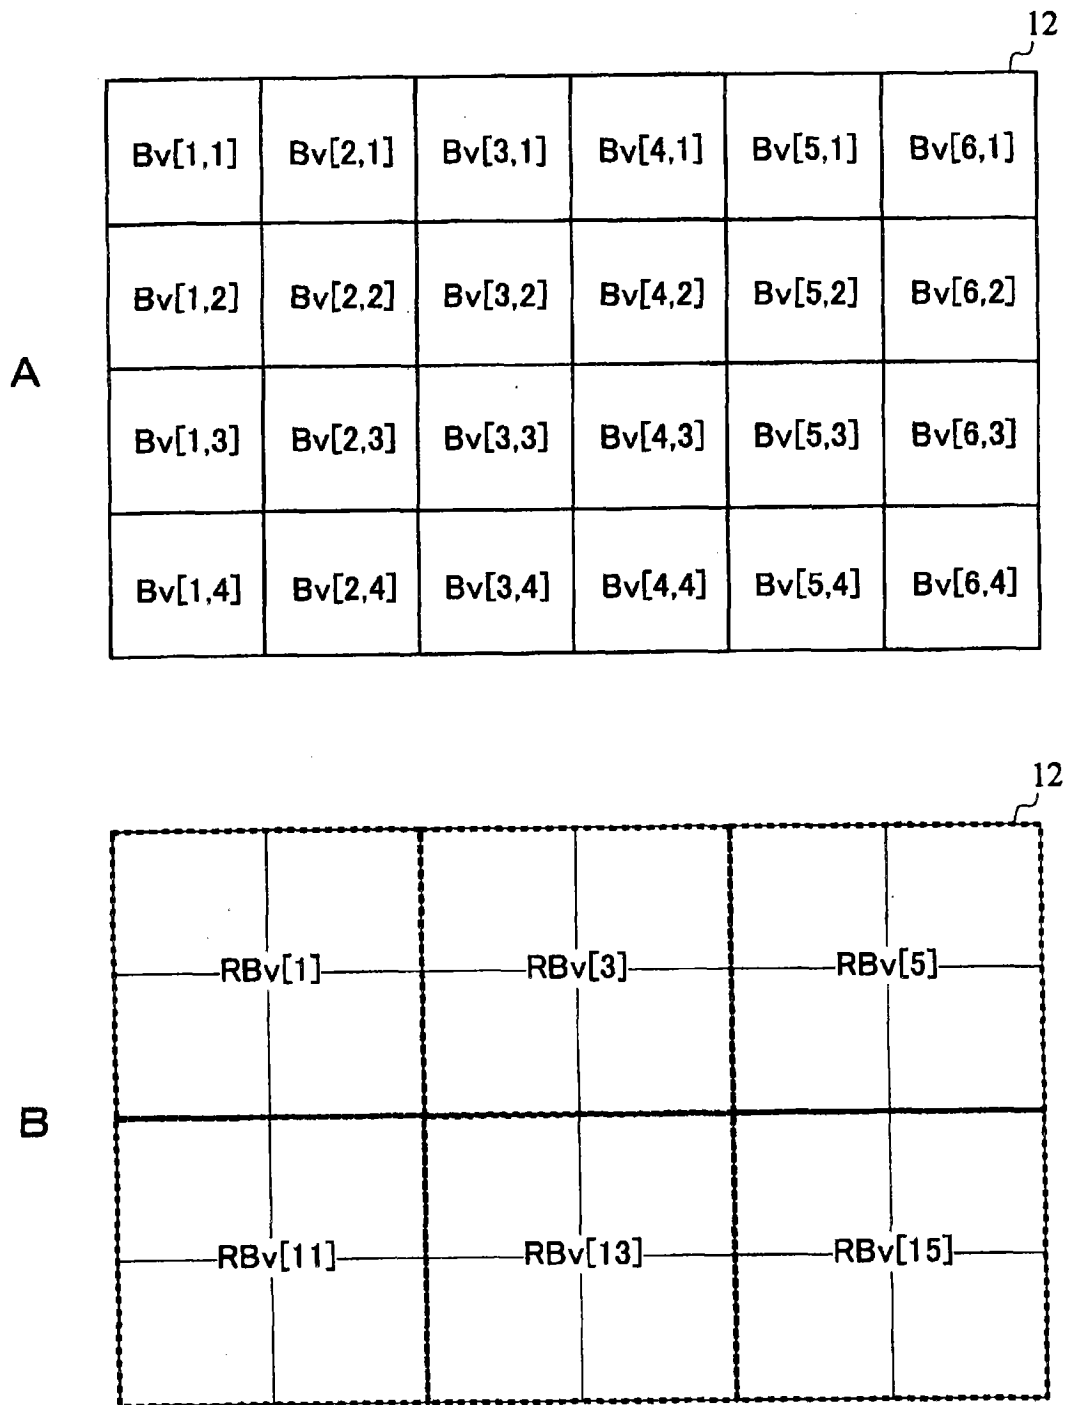 12
Bv[1,1] Bv[2,1] Bv[3,1] Bv[4,1] Bv[5,1] Bv[6,1]
Bv[1,2] Bv[2,2] Bv[3,2] Bv[4,2] Bv[5,2] Bv[6,2]
A
Bv[1,3] Bv[2,3] Bv[3,3] Bv[4,3] Bv[5,3] Bv[6,3]
Bv[1,4] Bv[2,4] Bv[3,4] Bv[4,4] Bv[5,4] Bv[6,4]
12
RBv[1] RBv[3] RBv[5]
B
RBv[11] RBv[13] RBv[15]